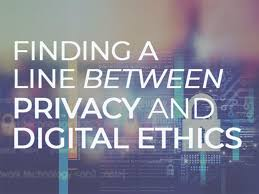 FINDING A
LINE BETWEEN
PRIVACY AND
DIGITAL ETHICS